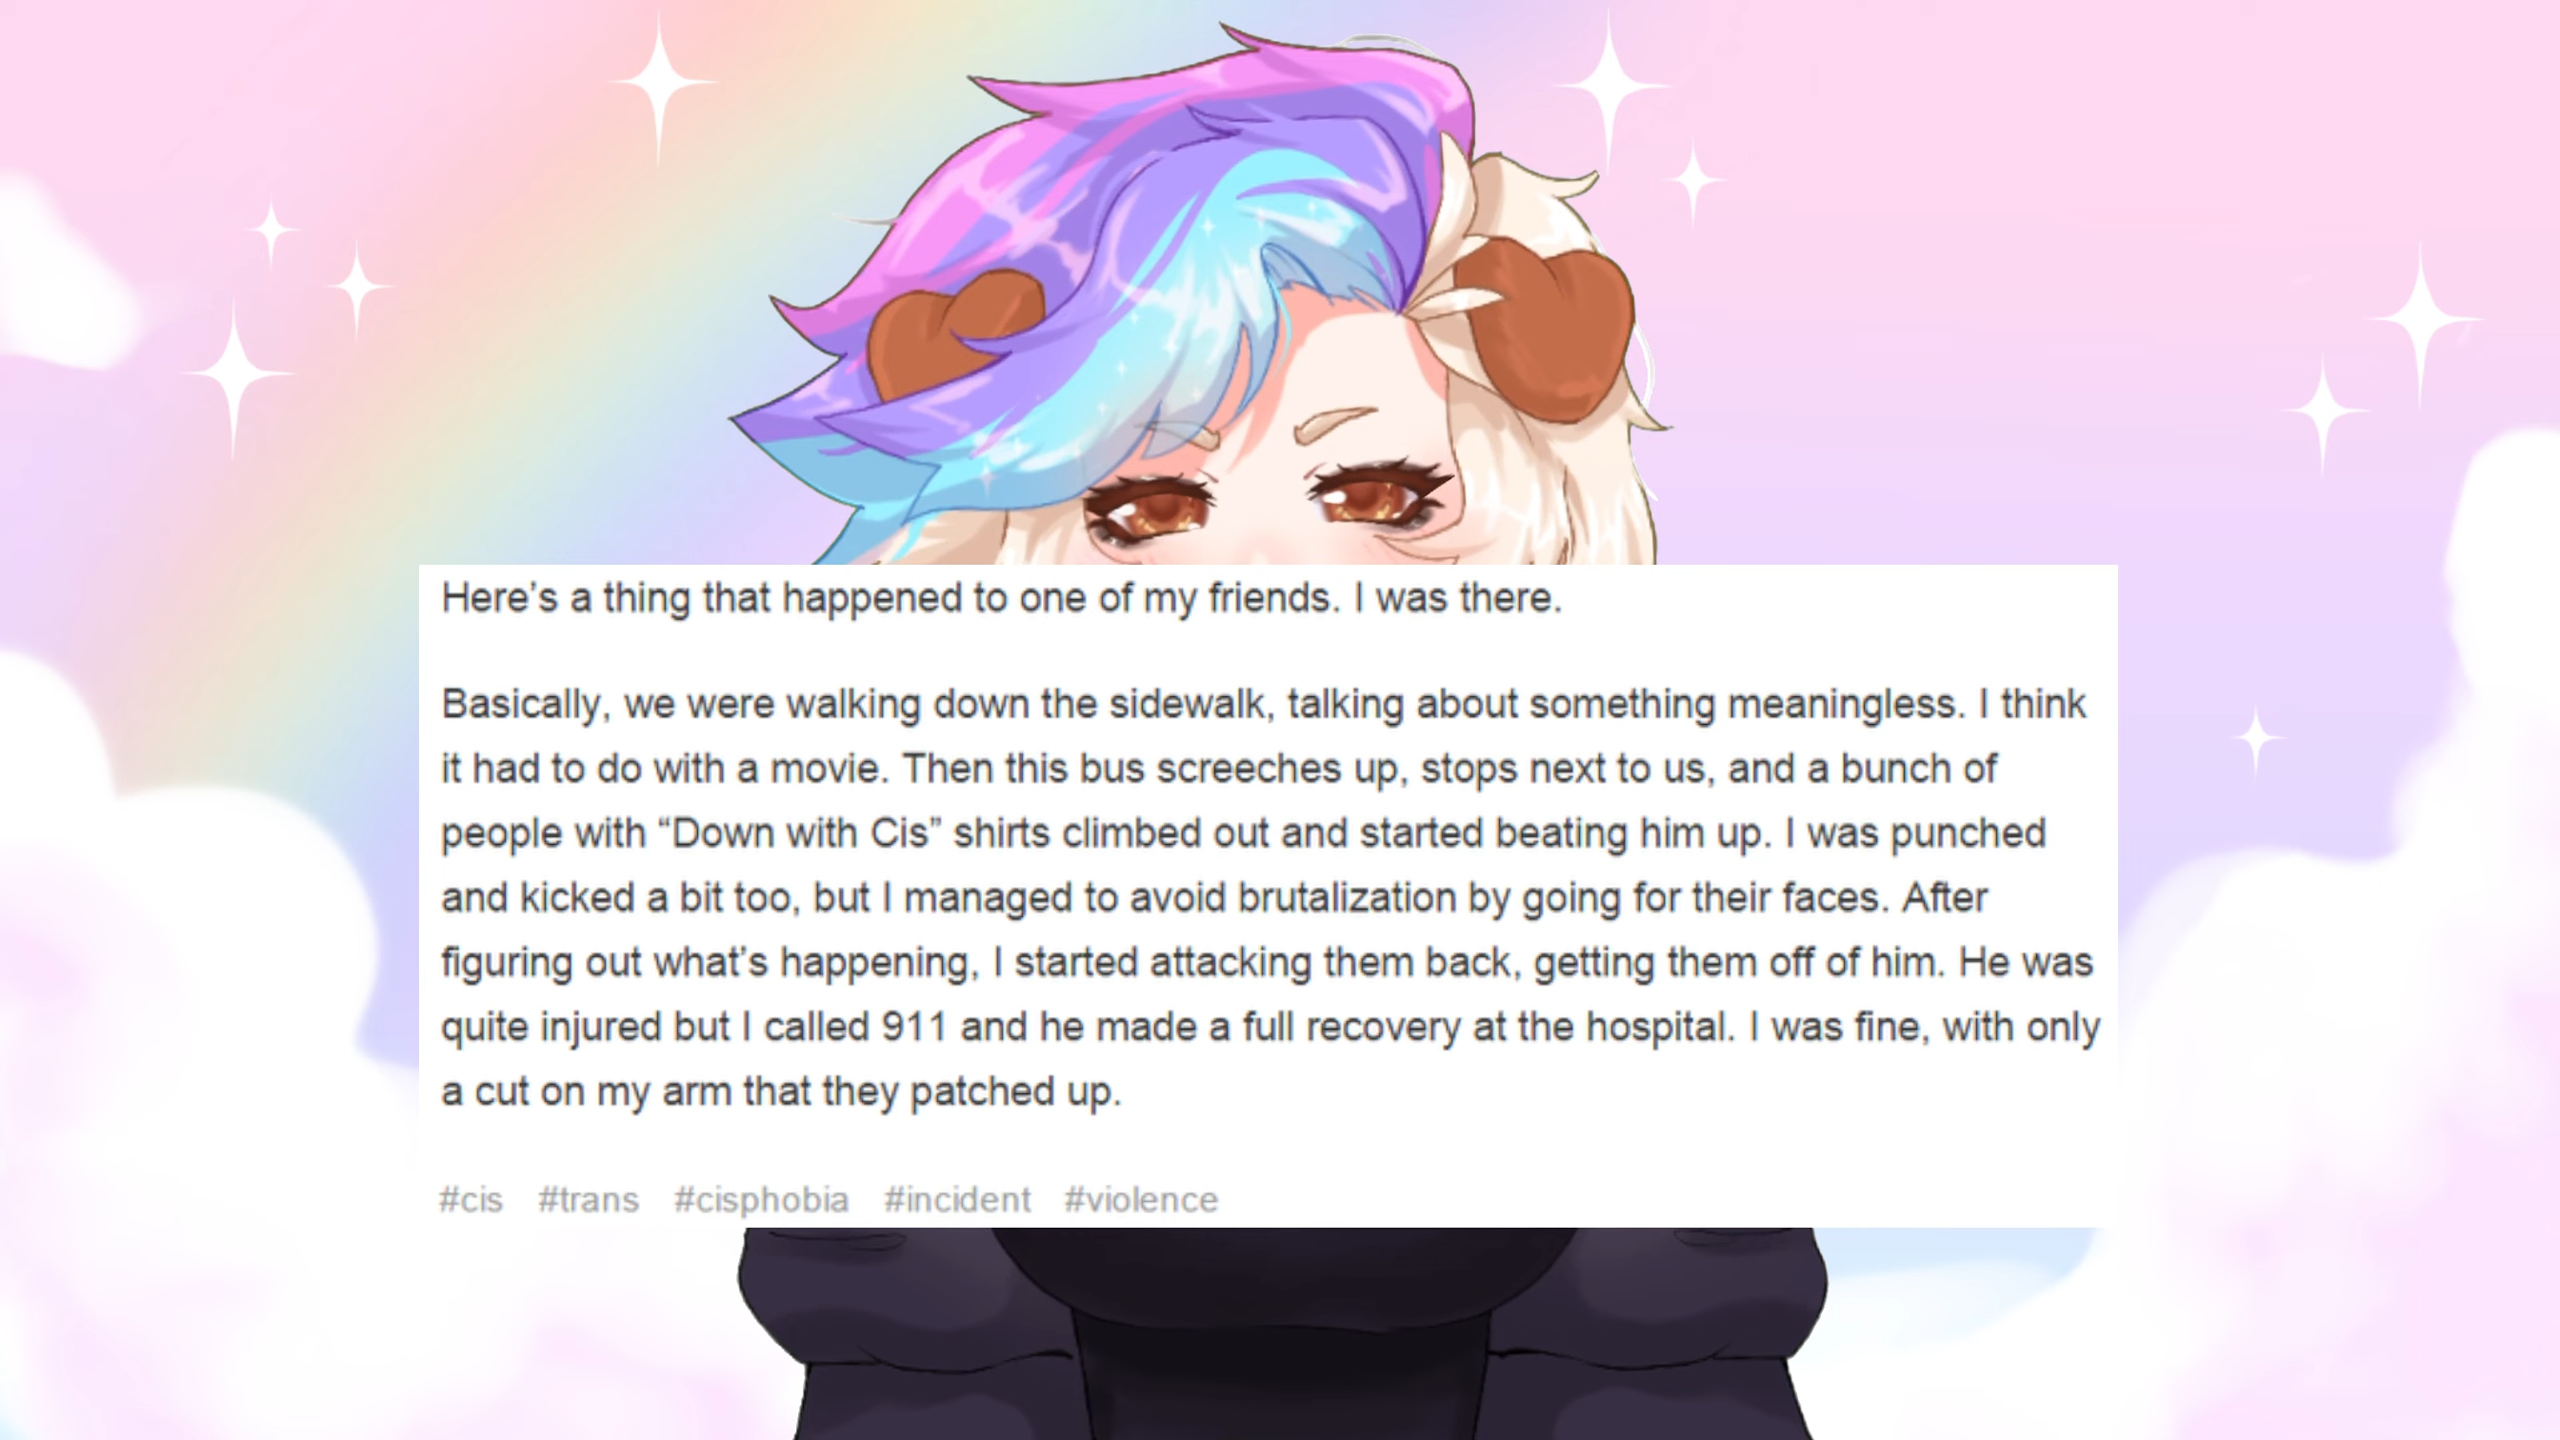 Here’s a thing that happened to one of my friends. I was there.
Basically, we were walking down the sidewalk, talking about something meaningless. I think
it had to do with a movie. Then this bus screeches up, stops next to us, and a bunch of
people with “Down with Cis” shirts climbed out and started beating him up. I was punched
and kicked a bit too, but I managed to avoid brutalization by going for their faces. After
figuring out what’s happening, I started attacking them back, getting them off of him. He was
quite injured but I called 911 and he made a full recovery at the hospital. I was fine, with only
a cut on my arm that they patched up.
#cis #trans #cisphobia #incident #violence